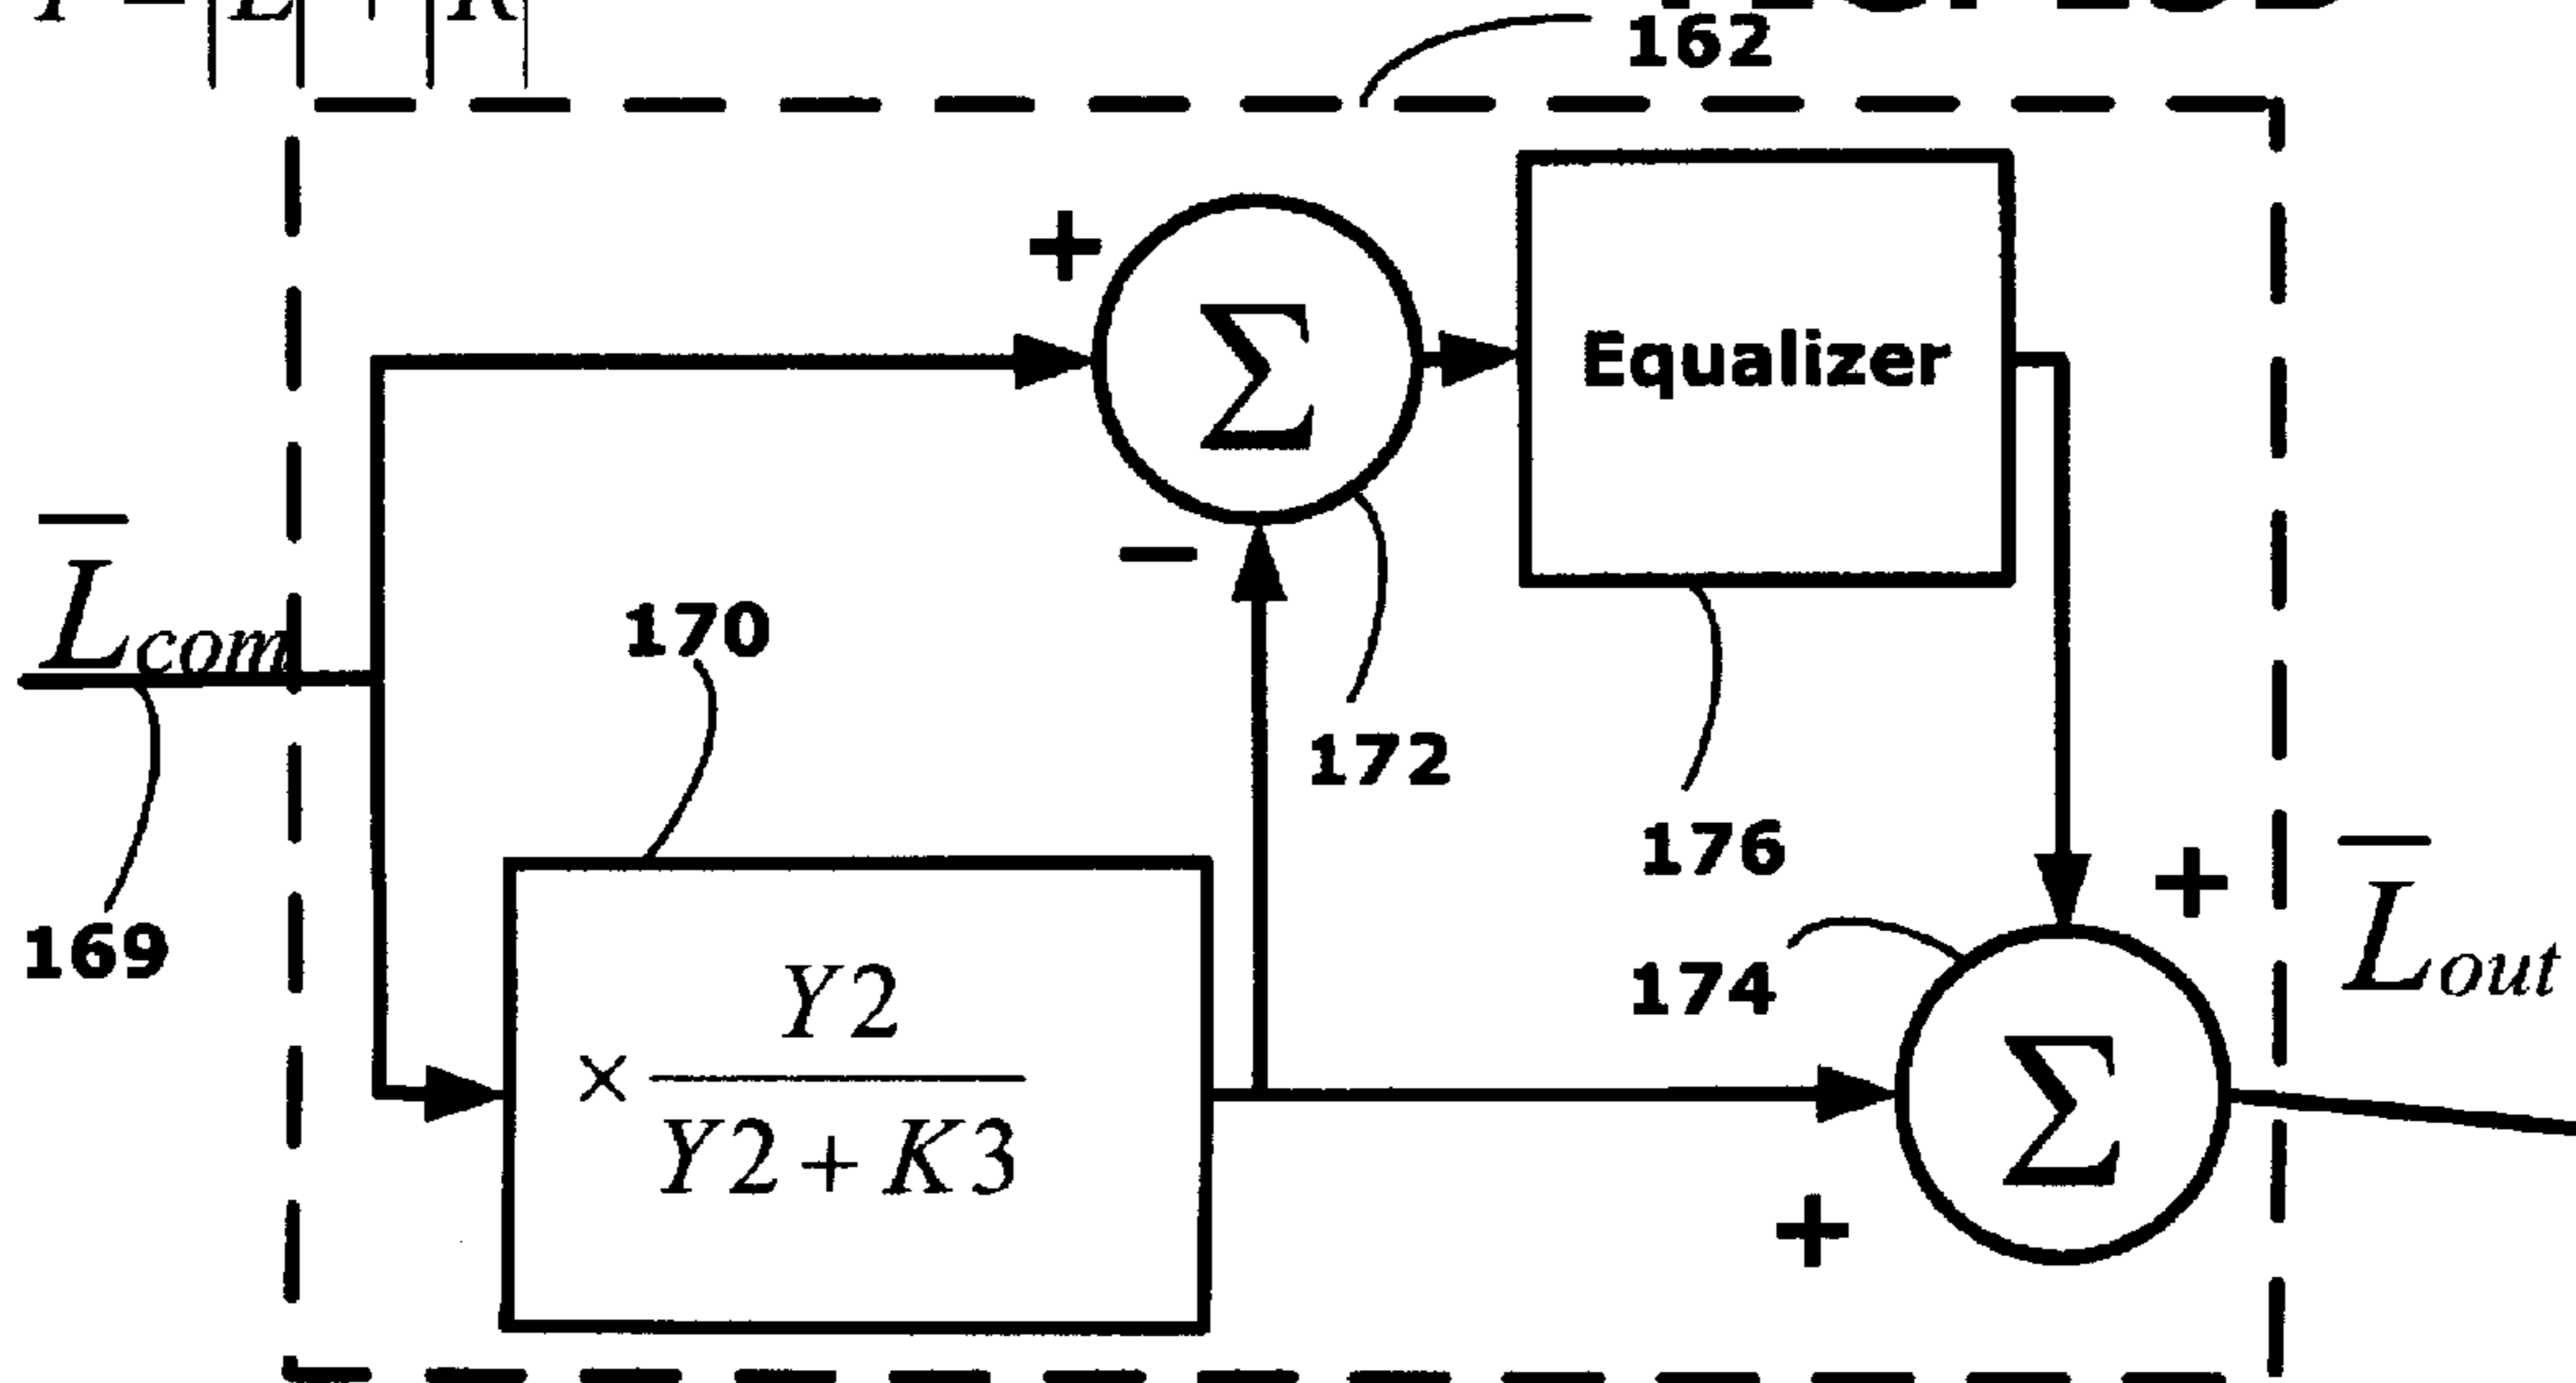 162
+
Σ
Equalizer
−
L̅com
170
172
176
169
+
174
L̅out
× Y2
Y2 + K3
Σ
+